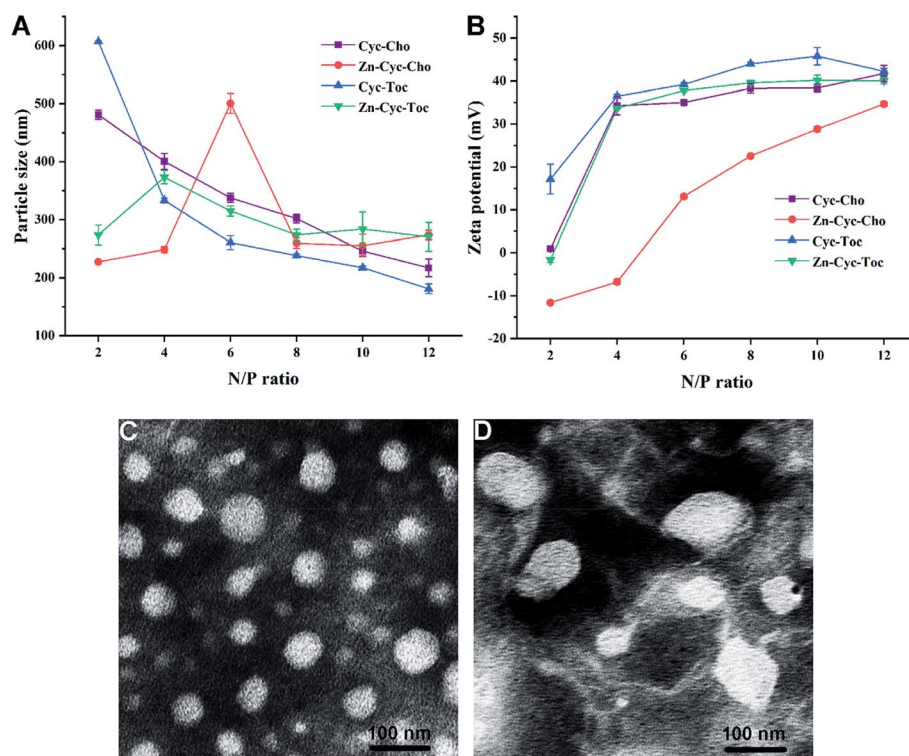 A
Particle size (nm)
600
500
400
300
200
100
2 4 6 8 10 12
N/P ratio
Cyc-Cho
Zn-Cyc-Cho
Cyc-Toc
Zn-Cyc-Toc
B
Zeta potential (mV)
50
40
30
20
10
0
-10
-20
2 4 6 8 10 12
N/P ratio
Cyc-Cho
Zn-Cyc-Cho
Cyc-Toc
Zn-Cyc-Toc
C
100 nm
D
100 nm